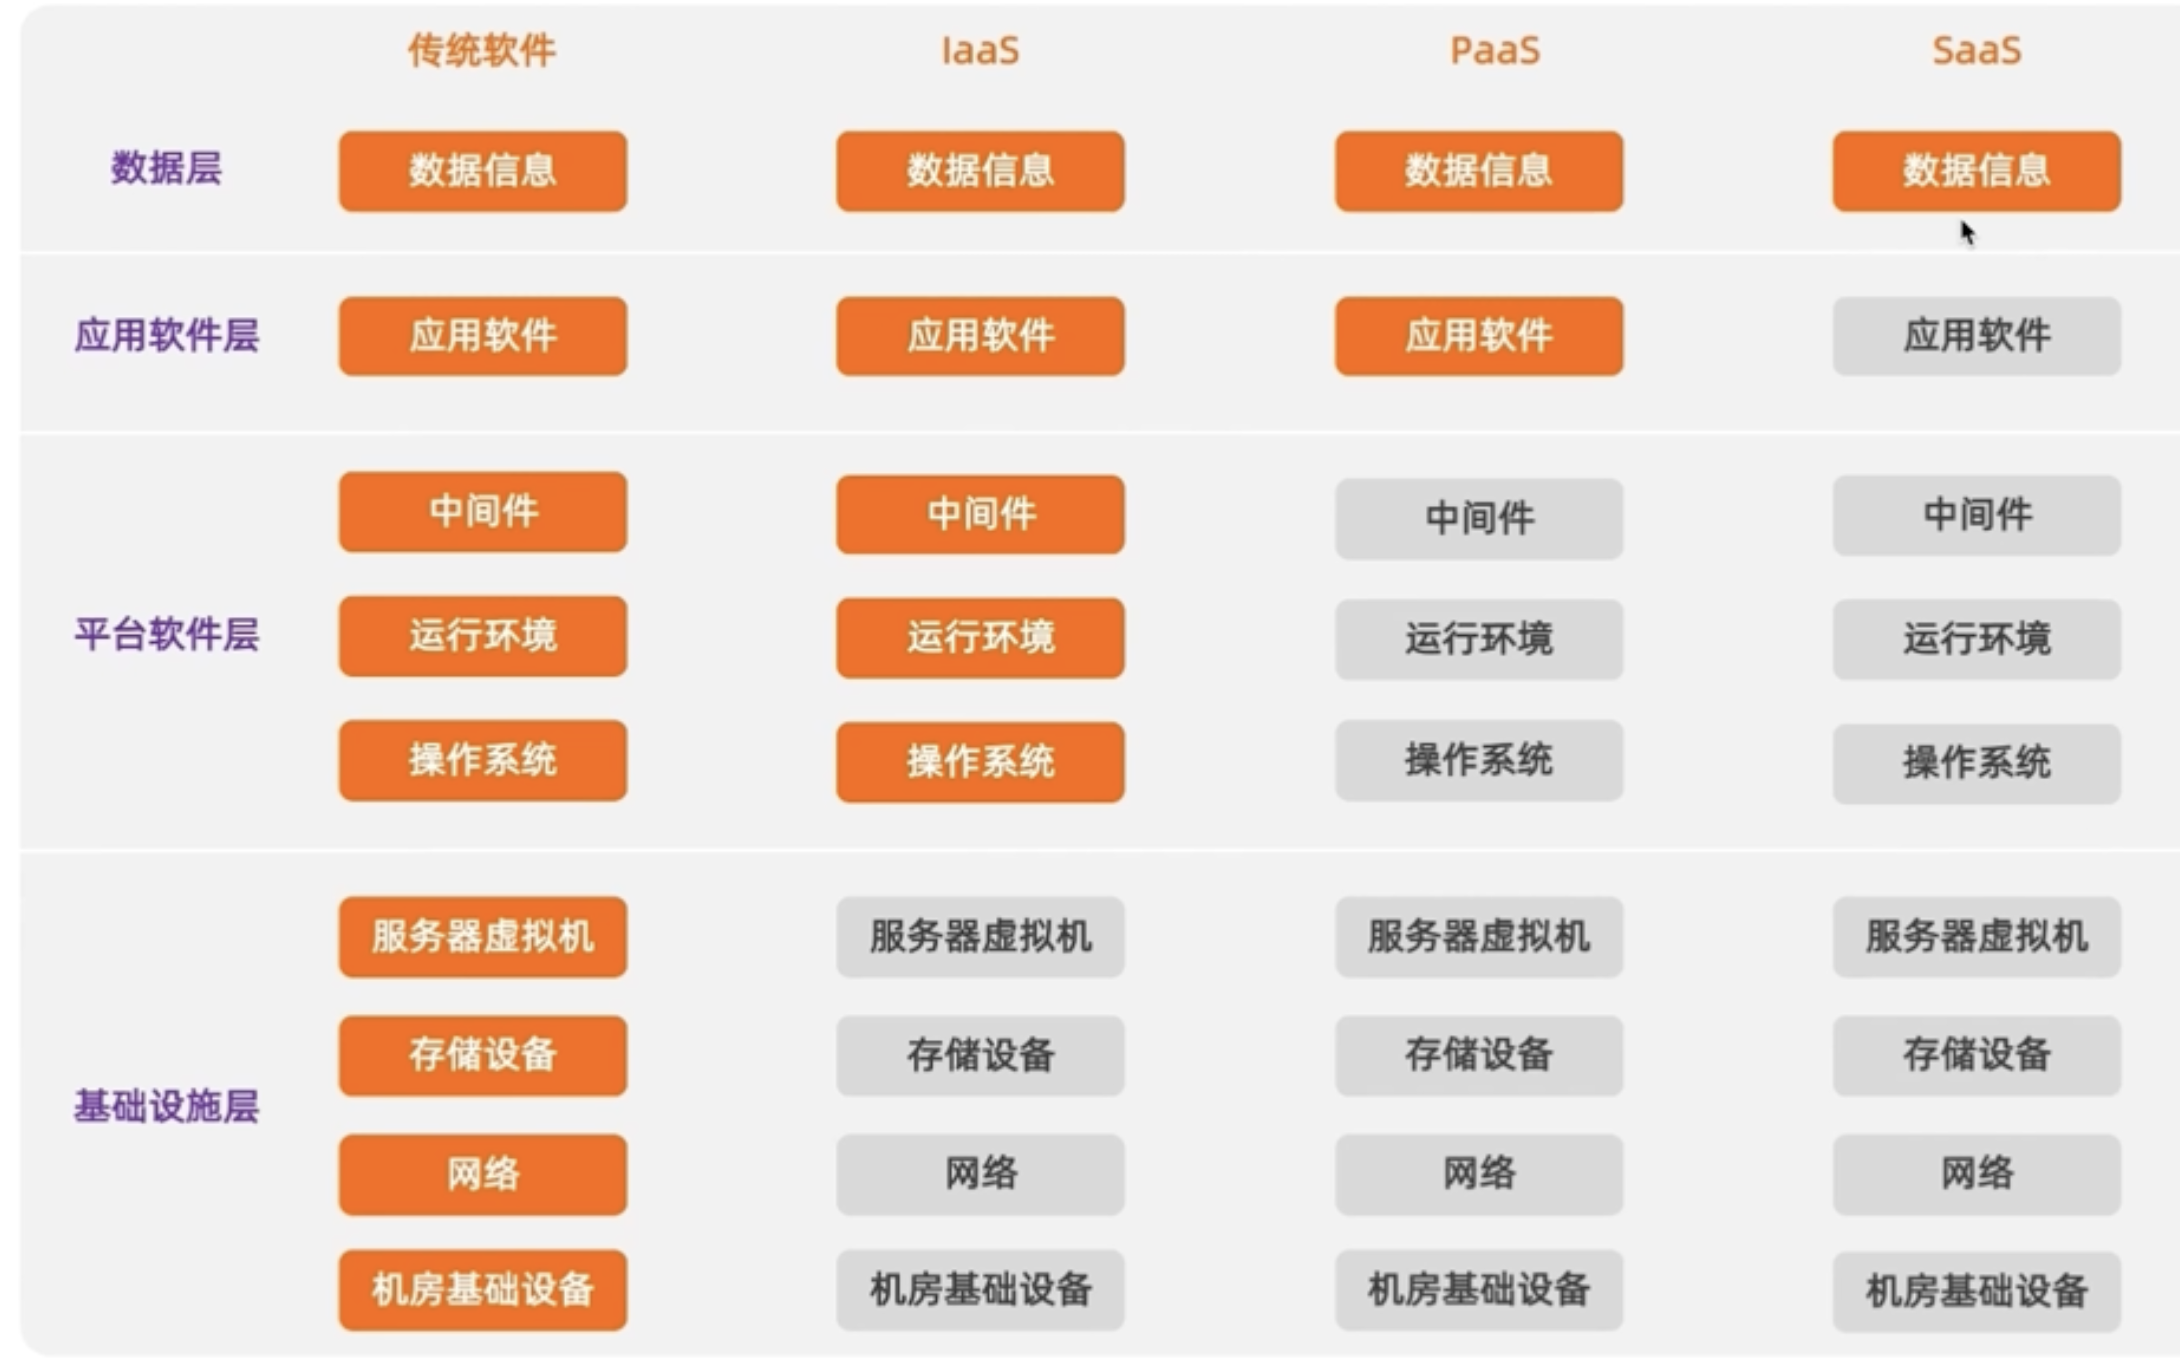 传统软件 IaaS PaaS SaaS
数据层 数据信息 数据信息 数据信息 数据信息
应用软件层 应用软件 应用软件 应用软件 应用软件
中间件 中间件 中间件 中间件
平台软件层 运行环境 运行环境 运行环境 运行环境
操作系统 操作系统 操作系统 操作系统
服务器虚拟机 服务器虚拟机 服务器虚拟机 服务器虚拟机
存储设备 存储设备 存储设备 存储设备
基础设施层
网络 网络 网络 网络
机房基础设备 机房基础设备 机房基础设备 机房基础设备